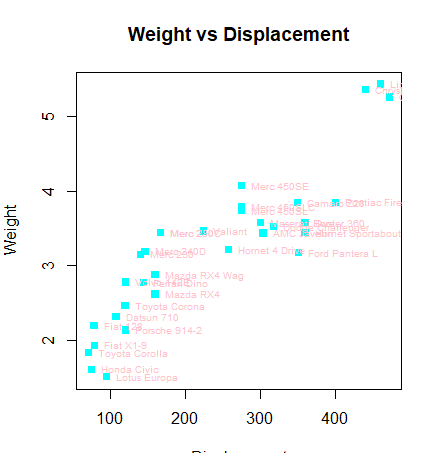 Weight vs Displacement
Weight
5
4
3
2
Merc 450SE
Merc 450SLC
Merc 450SL
Pontiac Fire
Camaro Z28
Valiant
AMC Javelin
Hornet Sportabout
Hornet 4 Drive
Ford Pantera L
Merc 240D
Merc 230
Mazda RX4 Wag
Ferrari Dino
Mazda RX4
Toyota Corona
Datsun 710
Fiat 128
Porsche 914-2
Fiat X1-9
Toyota Corolla
Honda Civic
Lotus Europa
100
200
300
400